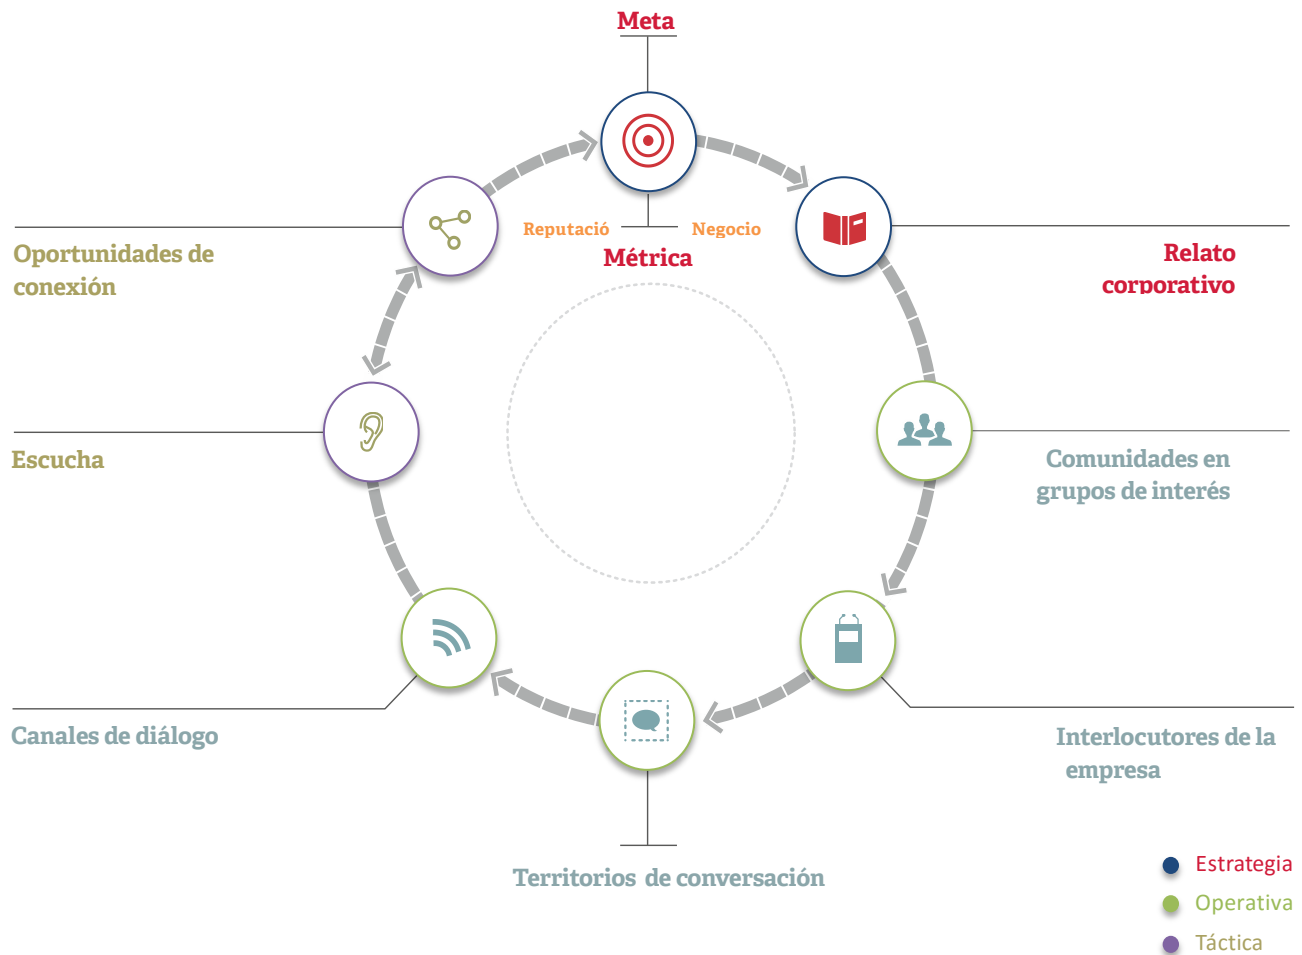 Meta
Reputació
Negocio
Métrica
Oportunidades de
conexión
Relato
corporativo
Escucha
Comunidades en
grupos de interés
Canales de diálogo
Interlocutores de la
empresa
Territorios de conversación
Estrategia
Operativa
Táctica